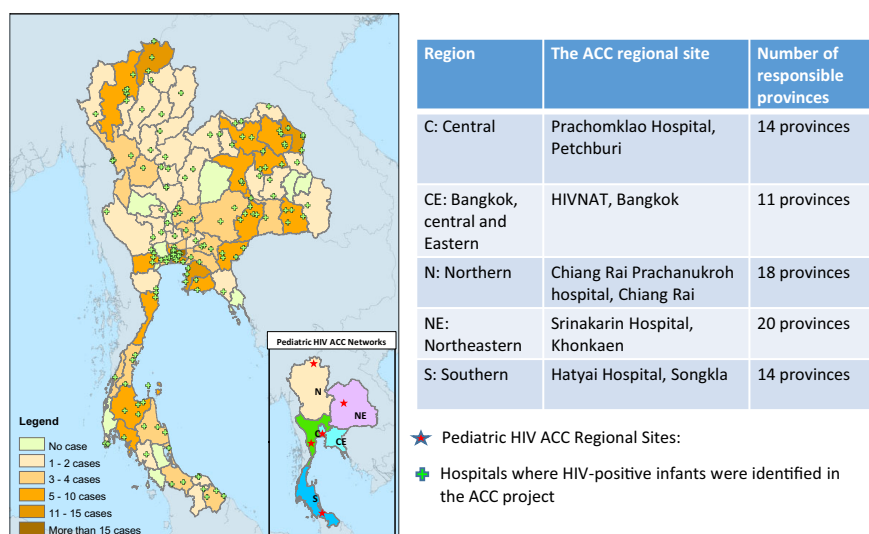 Region The ACC regional site Number of
responsible
provinces
C: Central Prachomklao Hospital, 14 provinces
Petchburi
CE: Bangkok, HIVNAT, Bangkok 11 provinces
central and
Eastern
N: Northern Chiang Rai Prachanukroh 18 provinces
hospital, Chiang Rai
NE: Srinakarin Hospital, 20 provinces
Northeastern Khonkaen
S: Southern Hatyai Hospital, Songkla 14 provinces
Pediatric HIV ACC Networks
N
NE
C
CE
S
Legend
No case
1 - 2 cases
3 - 4 cases
5 - 10 cases
11 - 15 cases
More than 15 cases
Pediatric HIV ACC Regional Sites:
Hospitals where HIV-positive infants were identified in
the ACC project